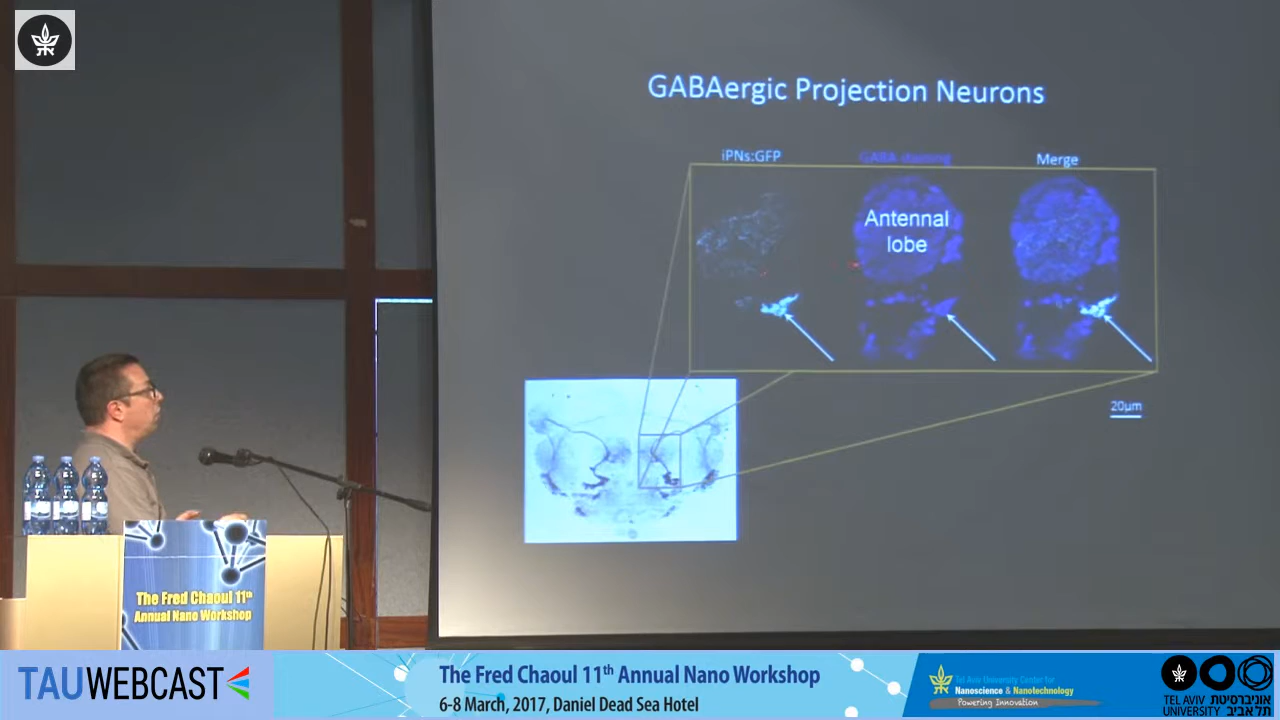 GABAergic Projection Neurons
iPNs:GFP
GABA staining
Merge
Antennal
lobe
20µm
The Fred Chaoul 11th
Annual Nano Workshop
TAUWEBCAST
The Fred Chaoul 11th Annual Nano Workshop
6-8 March, 2017, Daniel Dead Sea Hotel
Tel Aviv University Center for
Nanoscience & Nanotechnology
Powering Innovation
TEL AVIV אוניברסיטת
UNIVERSITY תל אביב